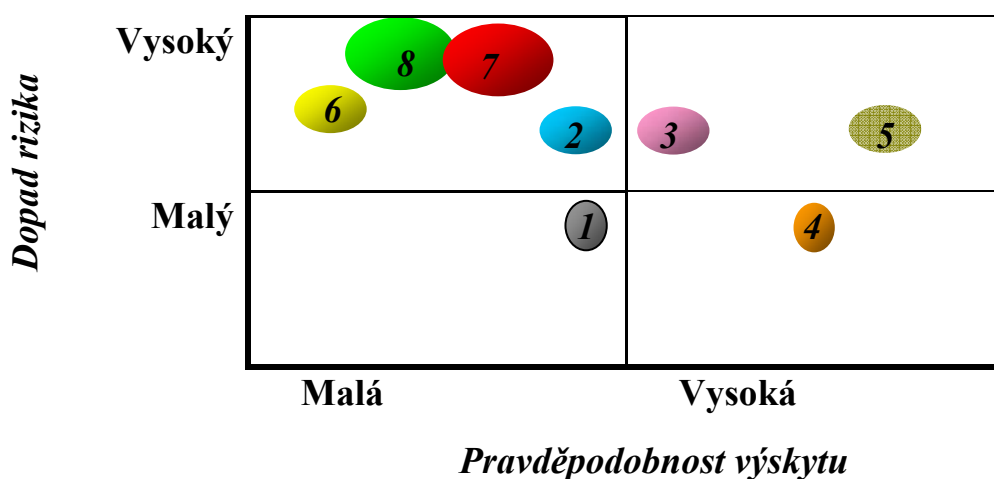 Vysoký
8 7
6
2 3 5
Dopad rizika
Malý
1 4
Malá Vysoká
Pravděpodobnost výskytu